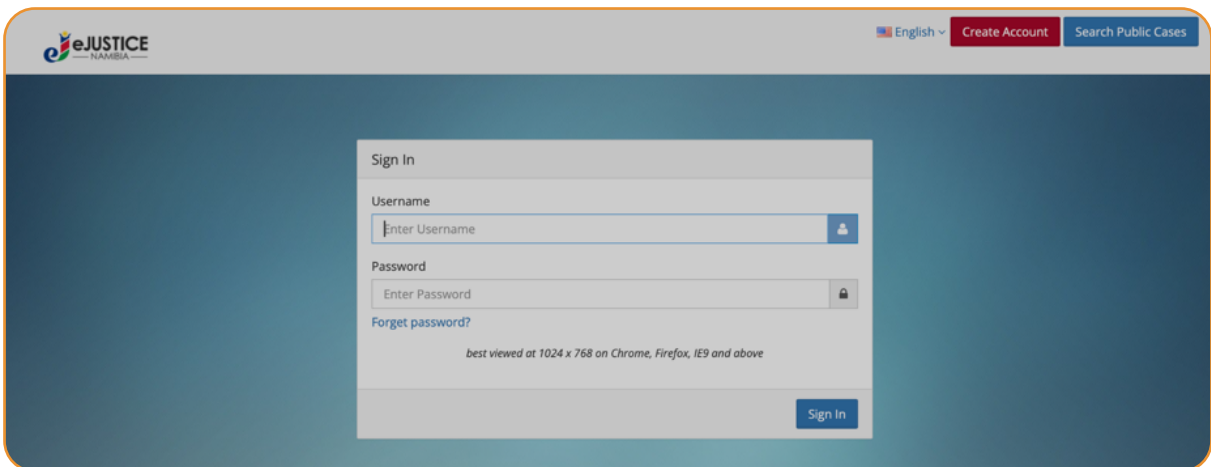 eJUSTICE
NAMIBIA
English
Create Account
Search Public Cases
Sign In
Username
Enter Username
Password
Enter Password
Forget password?
best viewed at 1024 x 768 on Chrome, Firefox, IE9 and above
Sign In